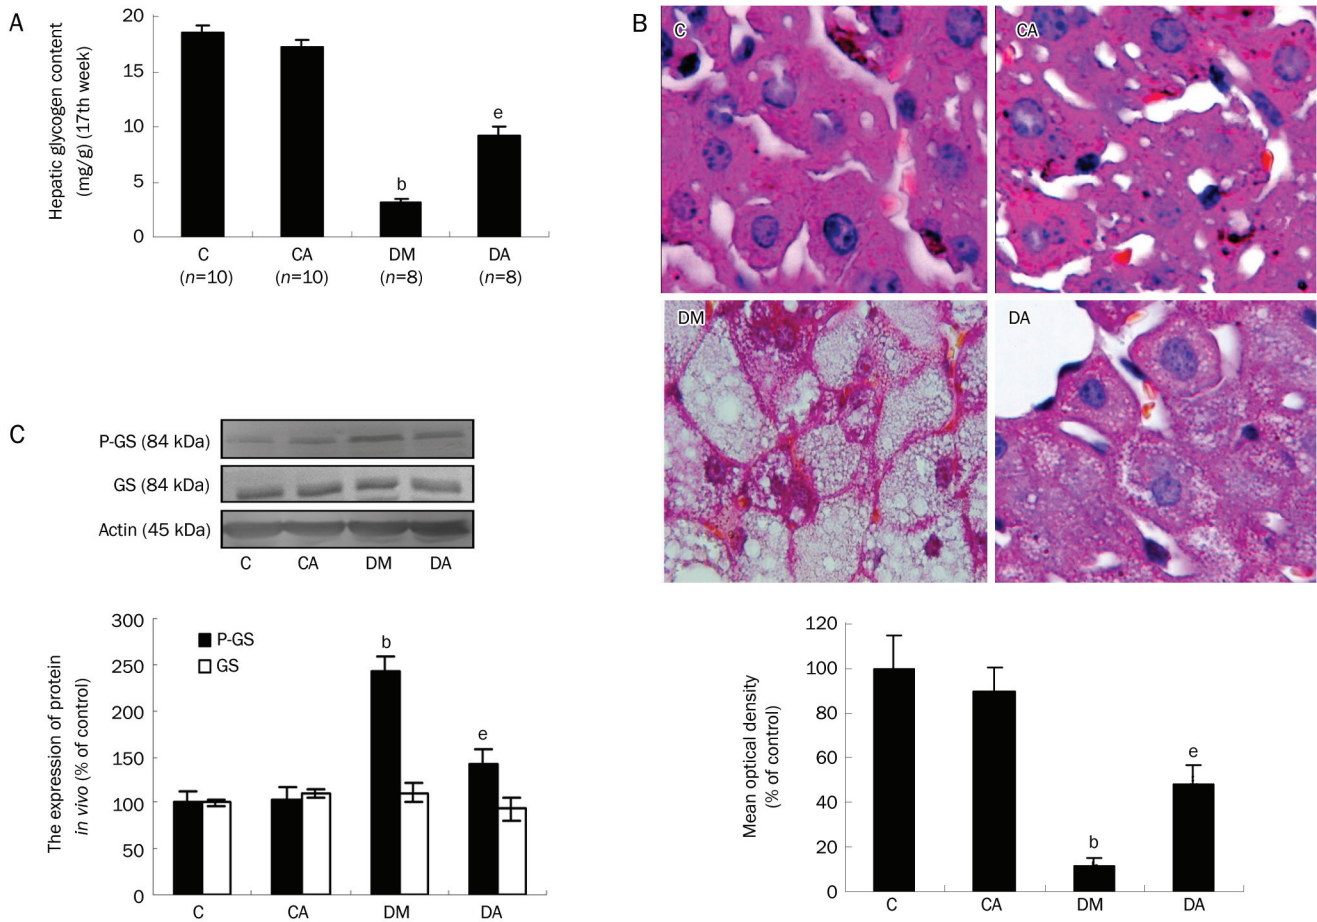 A
Hepatic glycogen content
(mg/g) (17th week)
20
15
10
5
0
b
e
C
CA
DM
DA
(n=10)
(n=10)
(n=8)
(n=8)
B
C
CA
DM
DA
C
P-GS (84 kDa)
GS (84 kDa)
Actin (45 kDa)
C
CA
DM
DA
The expression of protein
in vivo (% of control)
300
250
200
150
100
50
0
P-GS
GS
b
e
C
CA
DM
DA
Mean optical density
(% of control)
120
100
80
60
40
20
0
b
e
C
CA
DM
DA